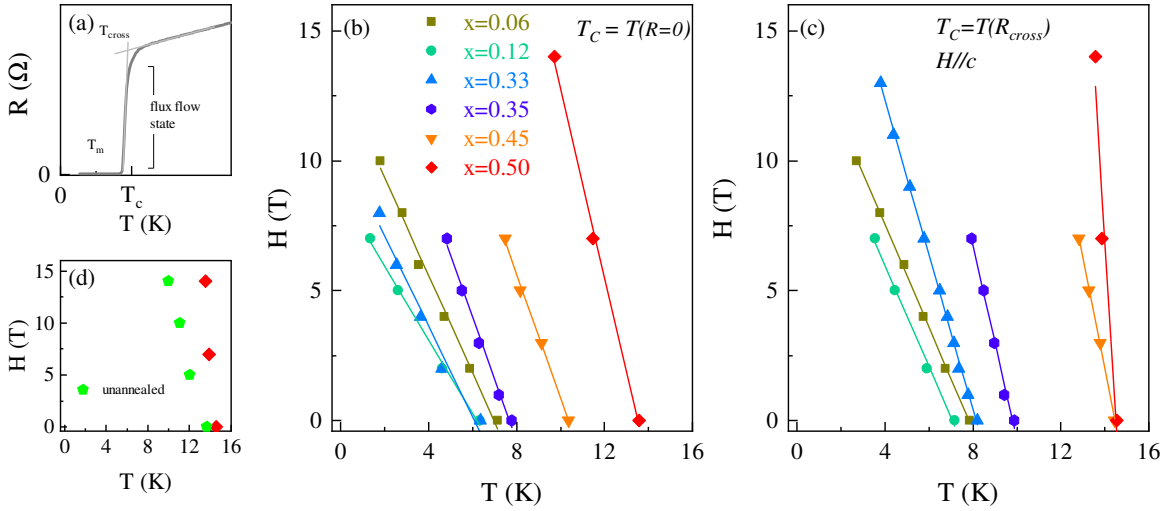 (a)
T_cross
R (Ω)
flux flow
state
T_m
0
0
T_c
T (K)
(d)
15
10
5
0
H (T)
unannealed
0 4 8 12 16
T (K)
(b)
x=0.06
x=0.12
x=0.33
x=0.35
x=0.45
x=0.50
T_C = T(R=0)
15
10
5
0
H (T)
0 4 8 12 16
T (K)
(c)
T_C=T(R_cross)
H//c
15
10
5
0
H (T)
0 4 8 12 16
T (K)